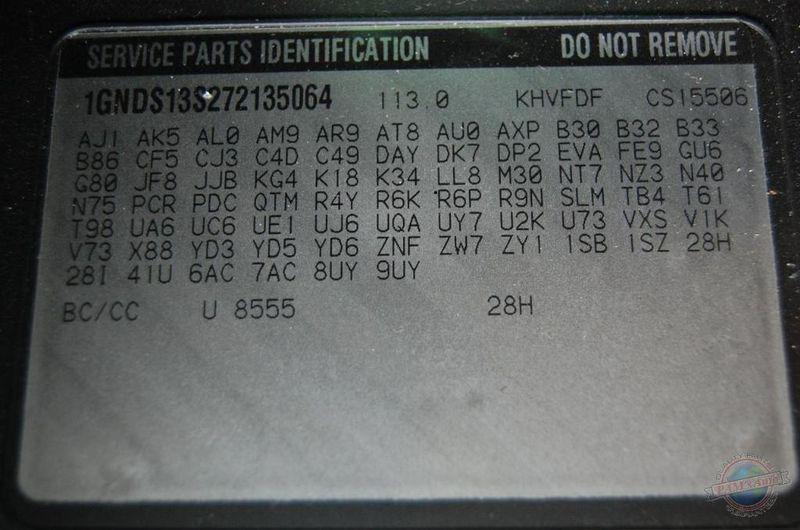 SERVICE PARTS IDENTIFICATION DO NOT REMOVE
1GNDS13S272135064 113.0 KHVFDF CS15506
AJ1 AK5 AL0 AM9 AR9 AT8 AU0 AXP B30 B32 B33
B86 CF5 CJ3 C4D C49 DAY DK7 DP2 EVA FE9 GU6
G80 JF8 JJB KG4 K18 K34 LL8 M30 NT7 NZ3 N40
N75 PCR PDC QTM R4Y R6K R6P R9N SLM TB4 T61
T98 UA6 UC6 UE1 UJ6 UQA UY7 U2K U73 VXS V1K
V73 X88 YD3 YD5 YD6 ZNF ZW7 ZY1 1SB 1SZ 28H
28I 4IU 6AC 7AC 8UY 9UY
BC/CC U 8555 28H